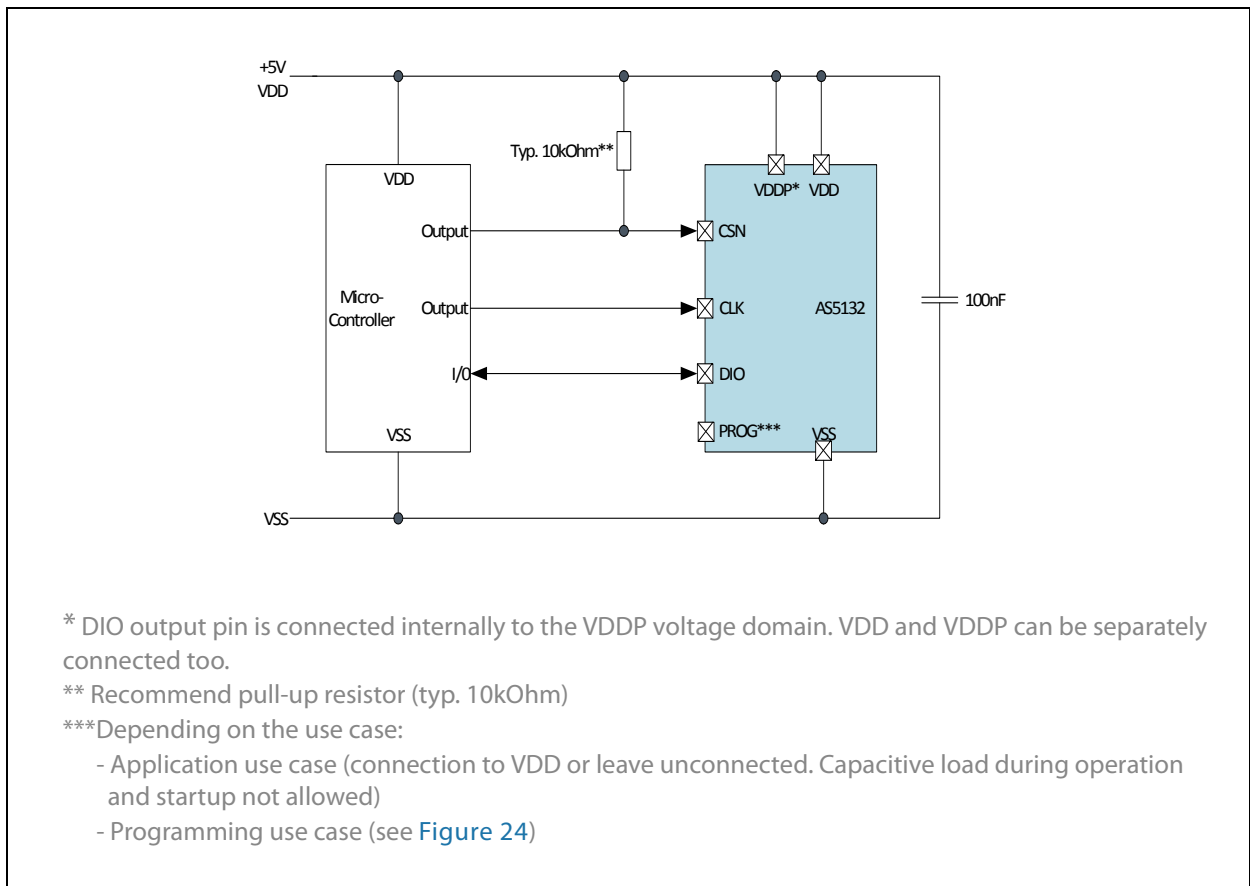 +5V
VDD
Typ. 10kOhm**
VDD
VDDP* VDD
Output
CSN
Micro-
Controller
Output
CLK
AS5132
100nF
I/0
DIO
VSS
PROG***
VSS
VSS
* DIO output pin is connected internally to the VDDP voltage domain. VDD and VDDP can be separately
connected too.
** Recommend pull-up resistor (typ. 10kOhm)
***Depending on the use case:
- Application use case (connection to VDD or leave unconnected. Capacitive load during operation
and startup not allowed)
- Programming use case (see Figure 24)